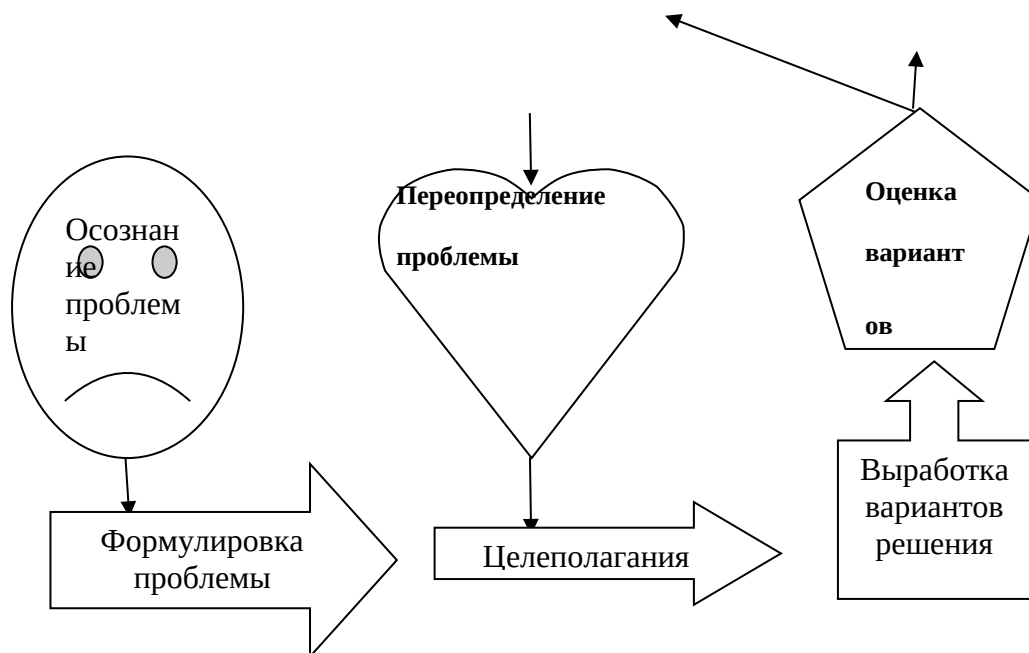 Осознан
ие
проблем
ы
Формулировка
проблемы
Переопределение
проблемы
Целеполагания
Выработка
вариантов
решения
Оценка
вариант
ов